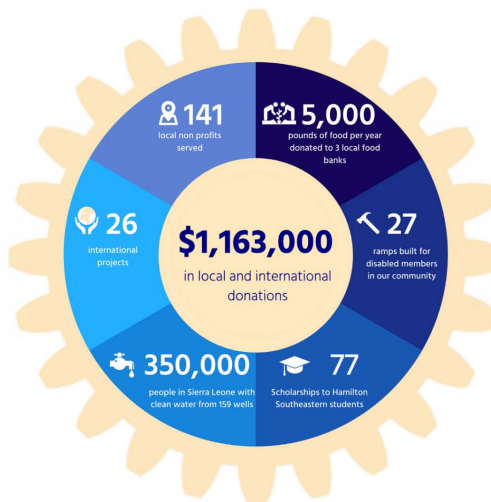 141
local non profits
served
5,000
pounds of food per year
donated to 3 local food
banks
26
international
projects
$1,163,000
in local and international
donations
27
ramps built for
disabled members
in our community
350,000
people in Sierra Leone with
clean water from 159 wells
77
Scholarships to Hamilton
Southeastern students